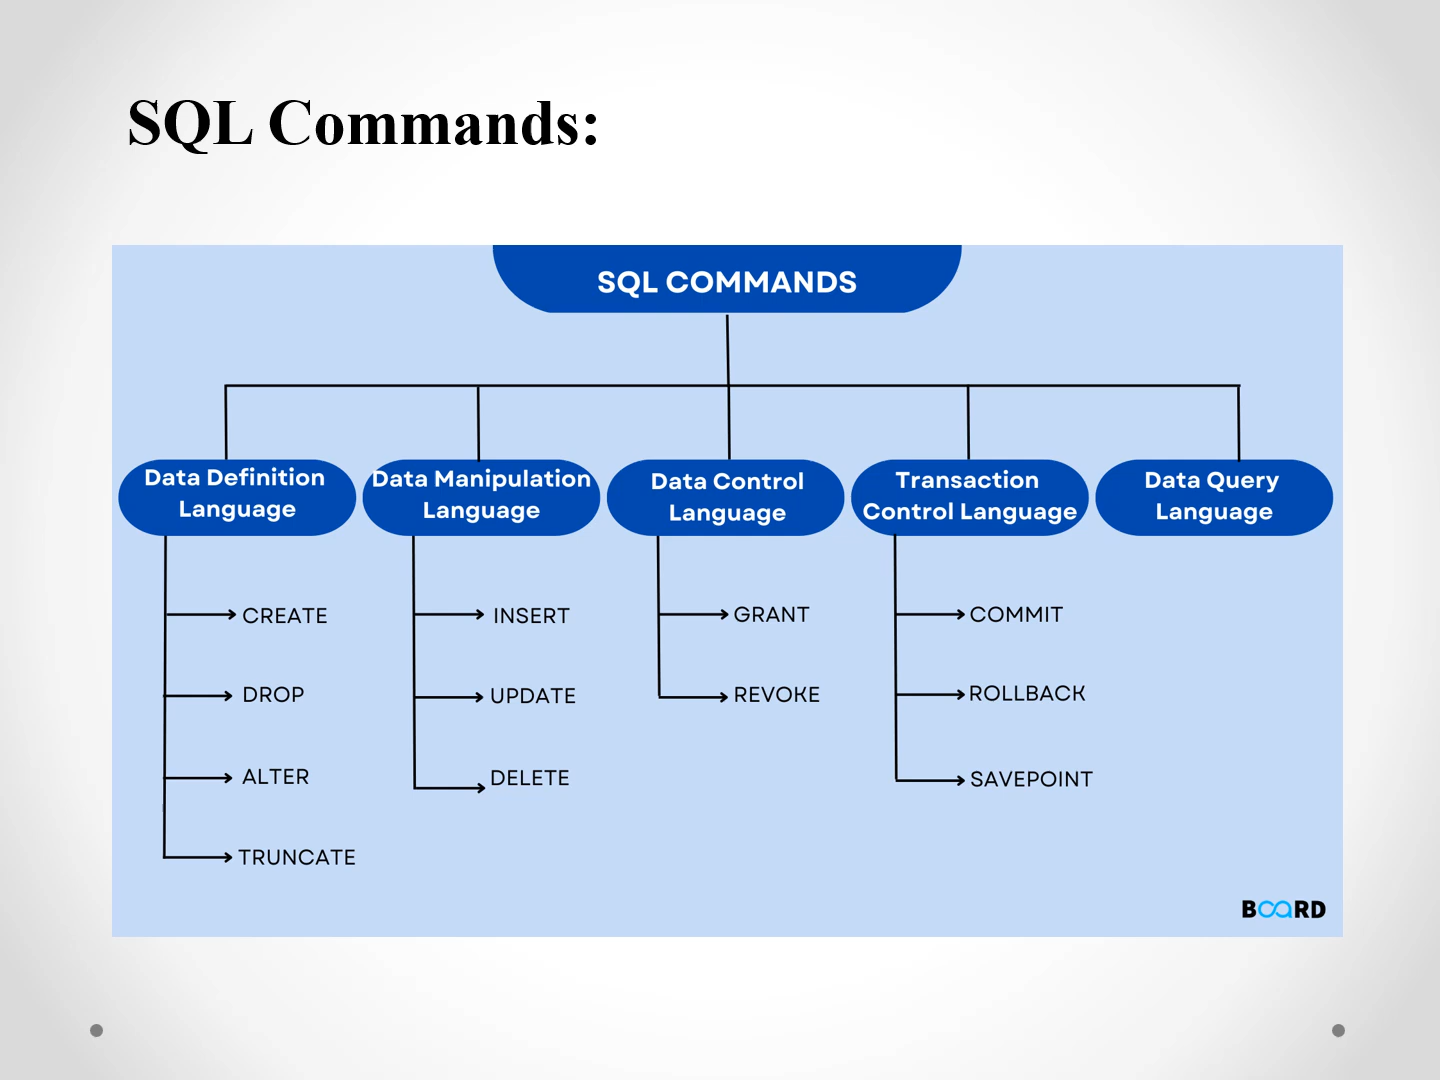 SQL Commands:
SQL COMMANDS
Data Definition
Language
Data Manipulation
Language
Data Control
Language
Transaction
Control Language
Data Query
Language
CREATE
DROP
ALTER
TRUNCATE
INSERT
UPDATE
DELETE
GRANT
REVOKE
COMMIT
ROLLBACK
SAVEPOINT
BOARD